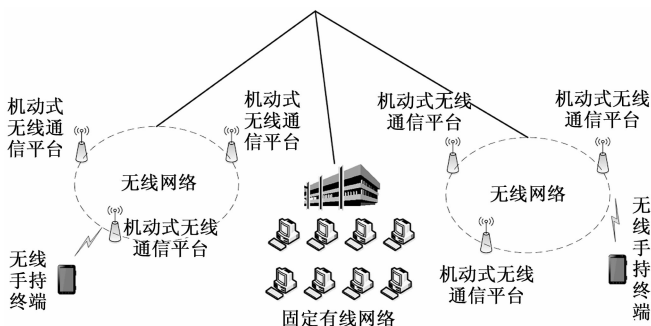 机动式
无线通
信平台
机动式
无线通
信平台
无线网络
机动式无线
通信平台
无线
手持
终端
固定有线网络
机动式无线
通信平台
机动式无线
通信平台
无线网络
机动式无线
通信平台
无
线
手
持
终
端